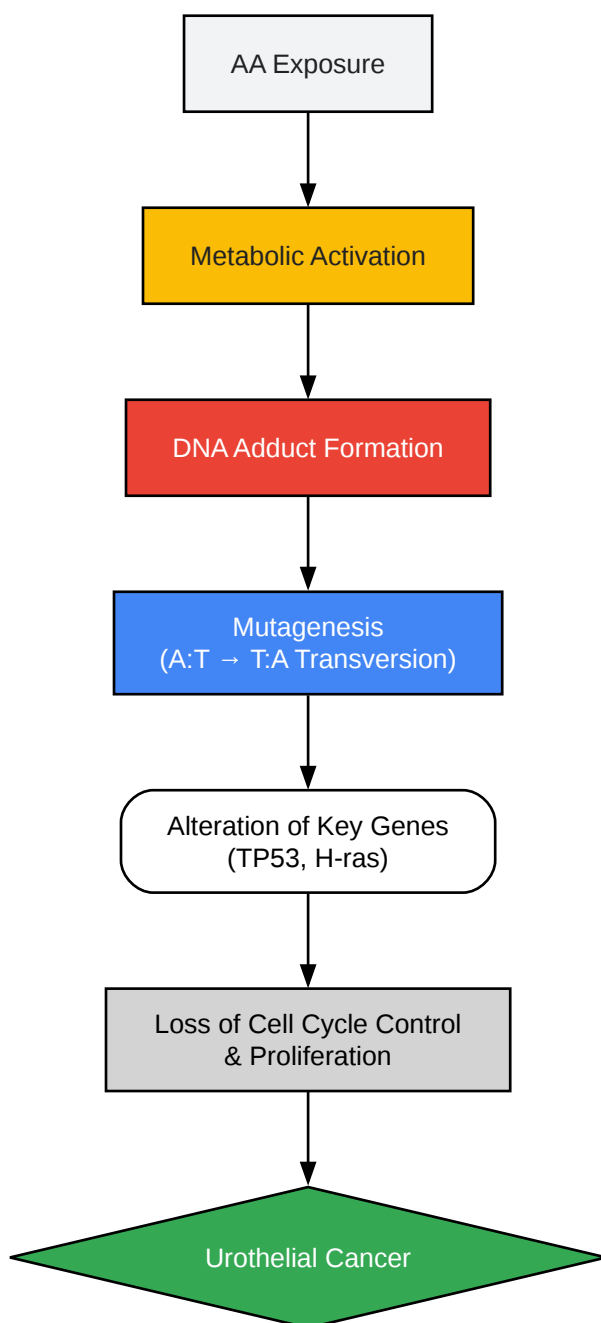 AA Exposure
Metabolic Activation
DNA Adduct Formation
Mutagenesis
(A:T → T:A Transversion)
Alteration of Key Genes
(TP53, H-ras)
Loss of Cell Cycle Control
& Proliferation
Urothelial Cancer